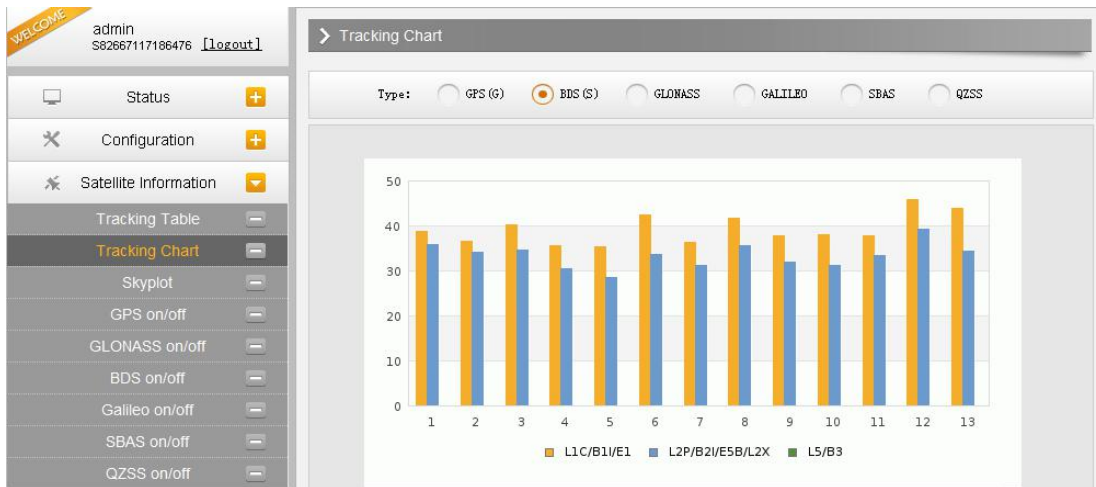 WELCOME
admin
S82667117186476 [logout]
Status
Configuration
Satellite Information
Tracking Table
Tracking Chart
Skyplot
GPS on/off
GLONASS on/off
BDS on/off
Galileo on/off
SBAS on/off
QZSS on/off
Tracking Chart
Type: GPS(G) BDS(S) GLONASS GALILEO SBAS QZSS
50
40
30
20
10
0
1 2 3 4 5 6 7 8 9 10 11 12 13
L1C/B1I/E1 L2P/B2I/E5B/L2X L5/B3